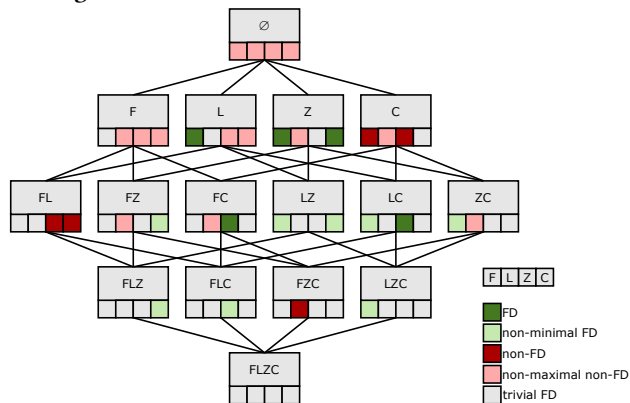 ∅
F L Z C
FL FZ FC LZ LC ZC
FLZ FLC FZC LZC
F L Z C
FD
non-minimal FD
non-FD
FLZC
non-maximal non-FD
trivial FD